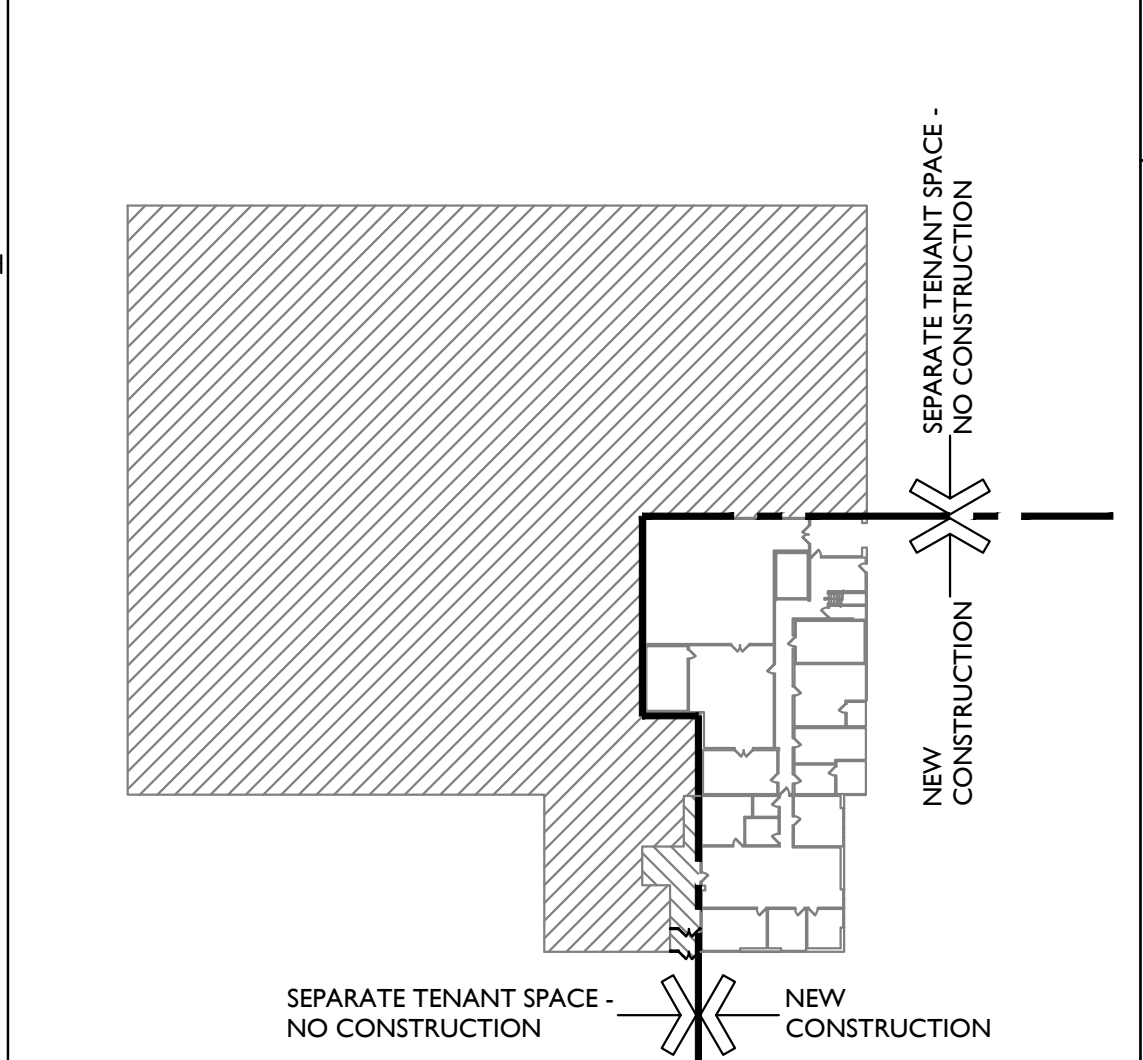 SEPARATE TENANT SPACE -
NO CONSTRUCTION
NEW
CONSTRUCTION
SEPARATE TENANT SPACE -
NO CONSTRUCTION
NEW
CONSTRUCTION